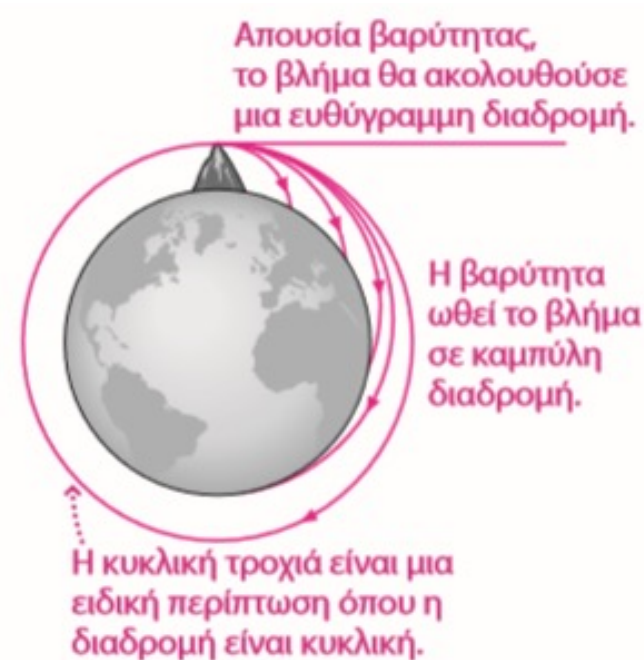 Απουσία βαρύτητας,
το βλήμα θα ακολουθούσε
μια ευθύγραμμη διαδρομή.
Η βαρύτητα
ωθεί το βλήμα
σε καμπύλη
διαδρομή.
Η κυκλική τροχιά είναι μια
ειδική περίπτωση όπου η
διαδρομή είναι κυκλική.